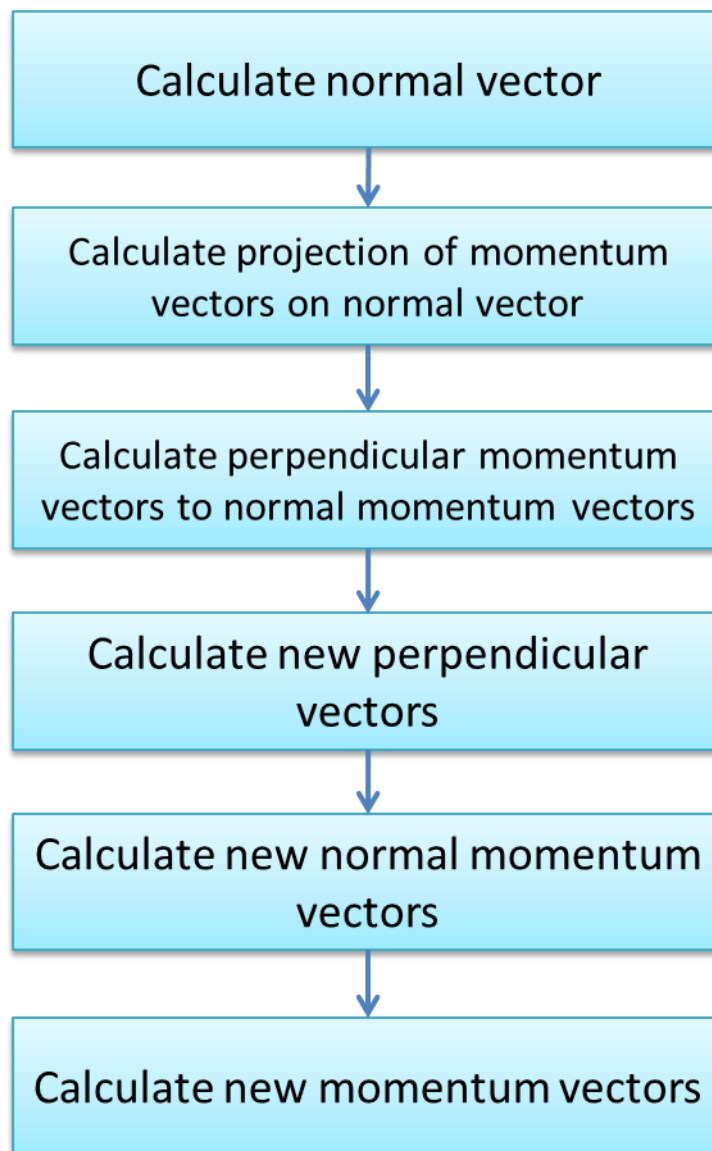 Calculate normal vector
Calculate projection of momentum
vectors on normal vector
Calculate perpendicular momentum
vectors to normal momentum vectors
Calculate new perpendicular
vectors
Calculate new normal momentum
vectors
Calculate new momentum vectors